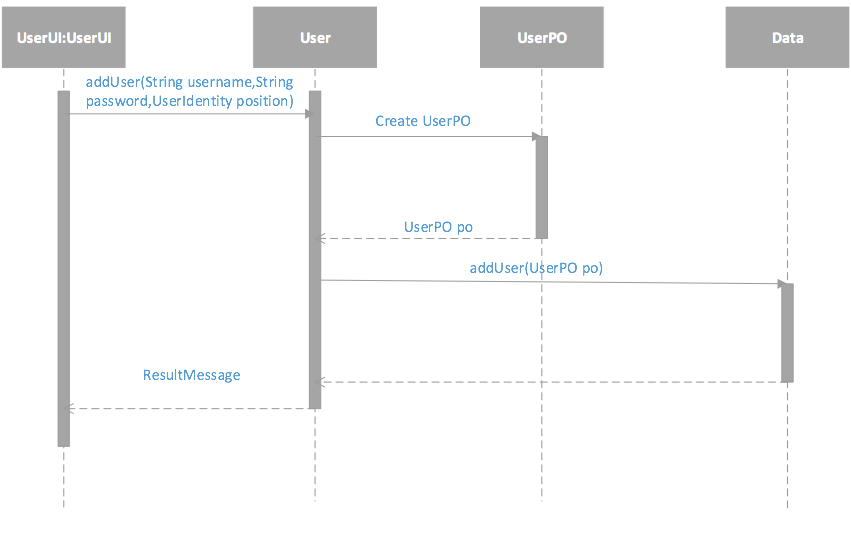 UserUI:UserUI
User
UserPO
Data
addUser(String username,String
password,UserIdentity position)
Create UserPO
UserPO po
addUser(UserPO po)
ResultMessage